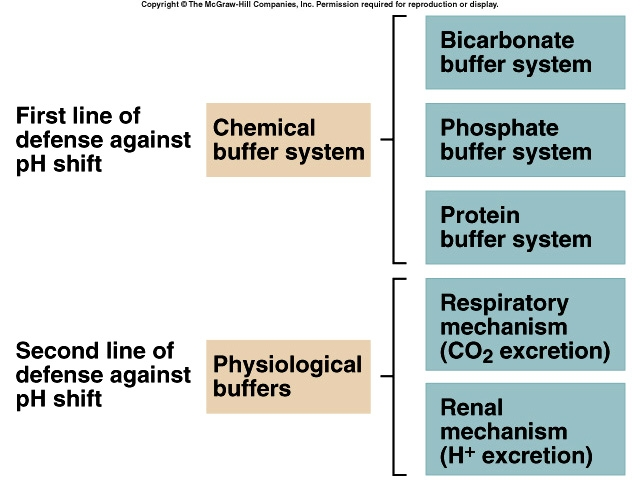 Copyright © The McGraw-Hill Companies, Inc. Permission required for reproduction or display.
First line of
defense against
pH shift
Chemical
buffer system
Bicarbonate
buffer system
Phosphate
buffer system
Protein
buffer system
Second line of
defense against
pH shift
Physiological
buffers
Respiratory
mechanism
(CO₂ excretion)
Renal
mechanism
(H⁺ excretion)